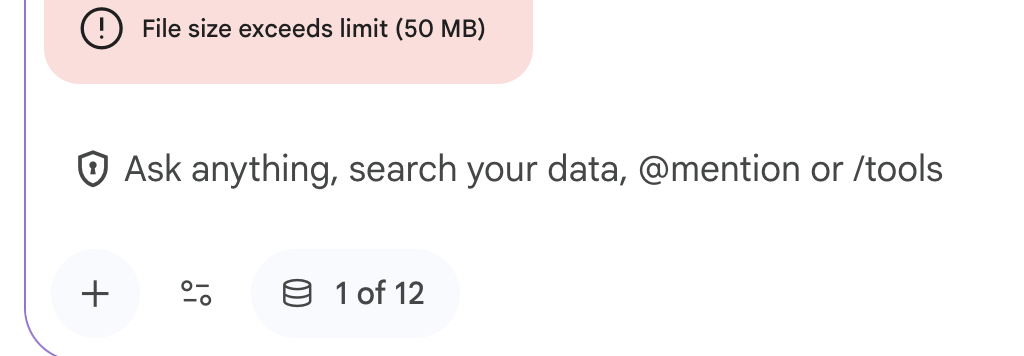 File size exceeds limit (50 MB)
Ask anything, search your data, @mention or /tools
1 of 12